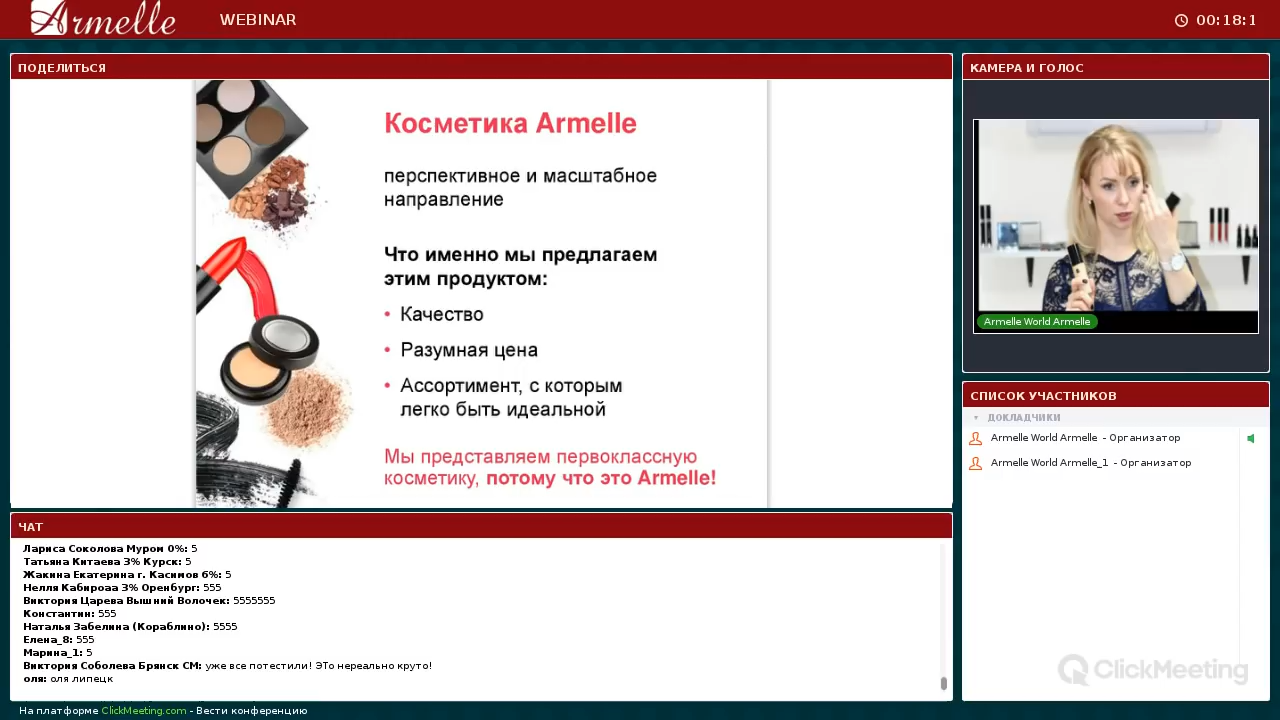 Armelle
WEBINAR
00:18:1
ПОДЕЛИТЬСЯ
Косметика Armelle
перспективное и масштабное
направление
Что именно мы предлагаем
этим продуктом:
• Качество
• Разумная цена
• Ассортимент, с которым
легко быть идеальной
Мы представляем первоклассную
косметику, потому что это Armelle!
КАМЕРА И ГОЛОС
Armelle World Armelle
СПИСОК УЧАСТНИКОВ
ДОКЛАДЧИКИ
Armelle World Armelle - Организатор
Armelle World Armelle_1 - Организатор
ClickMeeting
ЧАТ
Лариса Соколова Муром 0%: 5
Татьяна Китаева 3% Курск: 5
Жакина Екатерина г. Касимов 6%: 5
Нелля Кабироаа 3% Оренбург: 555
Виктория Царева Вышний Волочек: 5555555
Константин: 555
Наталья Забелина (Кораблино): 5555
Елена_8: 555
Марина_1: 5
Виктория Соболева Брянск СМ: уже все потестили! ЭТо нереально круто!
оля: оля липецк
На платформе ClickMeeting.com - Вести конференцию